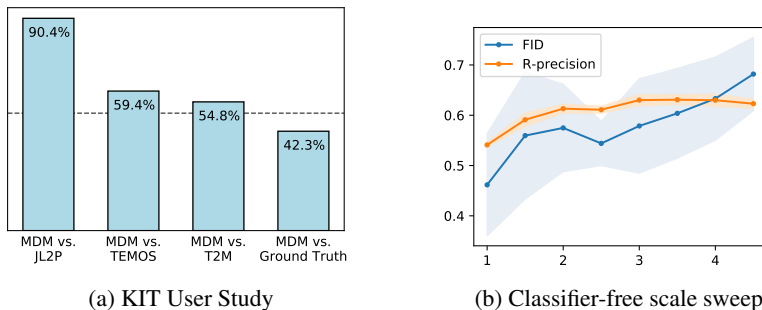 90.4%
59.4%
54.8%
42.3%
MDM vs.
JL2P
MDM vs.
TEMOS
MDM vs.
T2M
MDM vs.
Ground Truth
(a) KIT User Study
FID
R-precision
0.7
0.6
0.5
0.4
1
2
3
4
(b) Classifier-free scale sweep